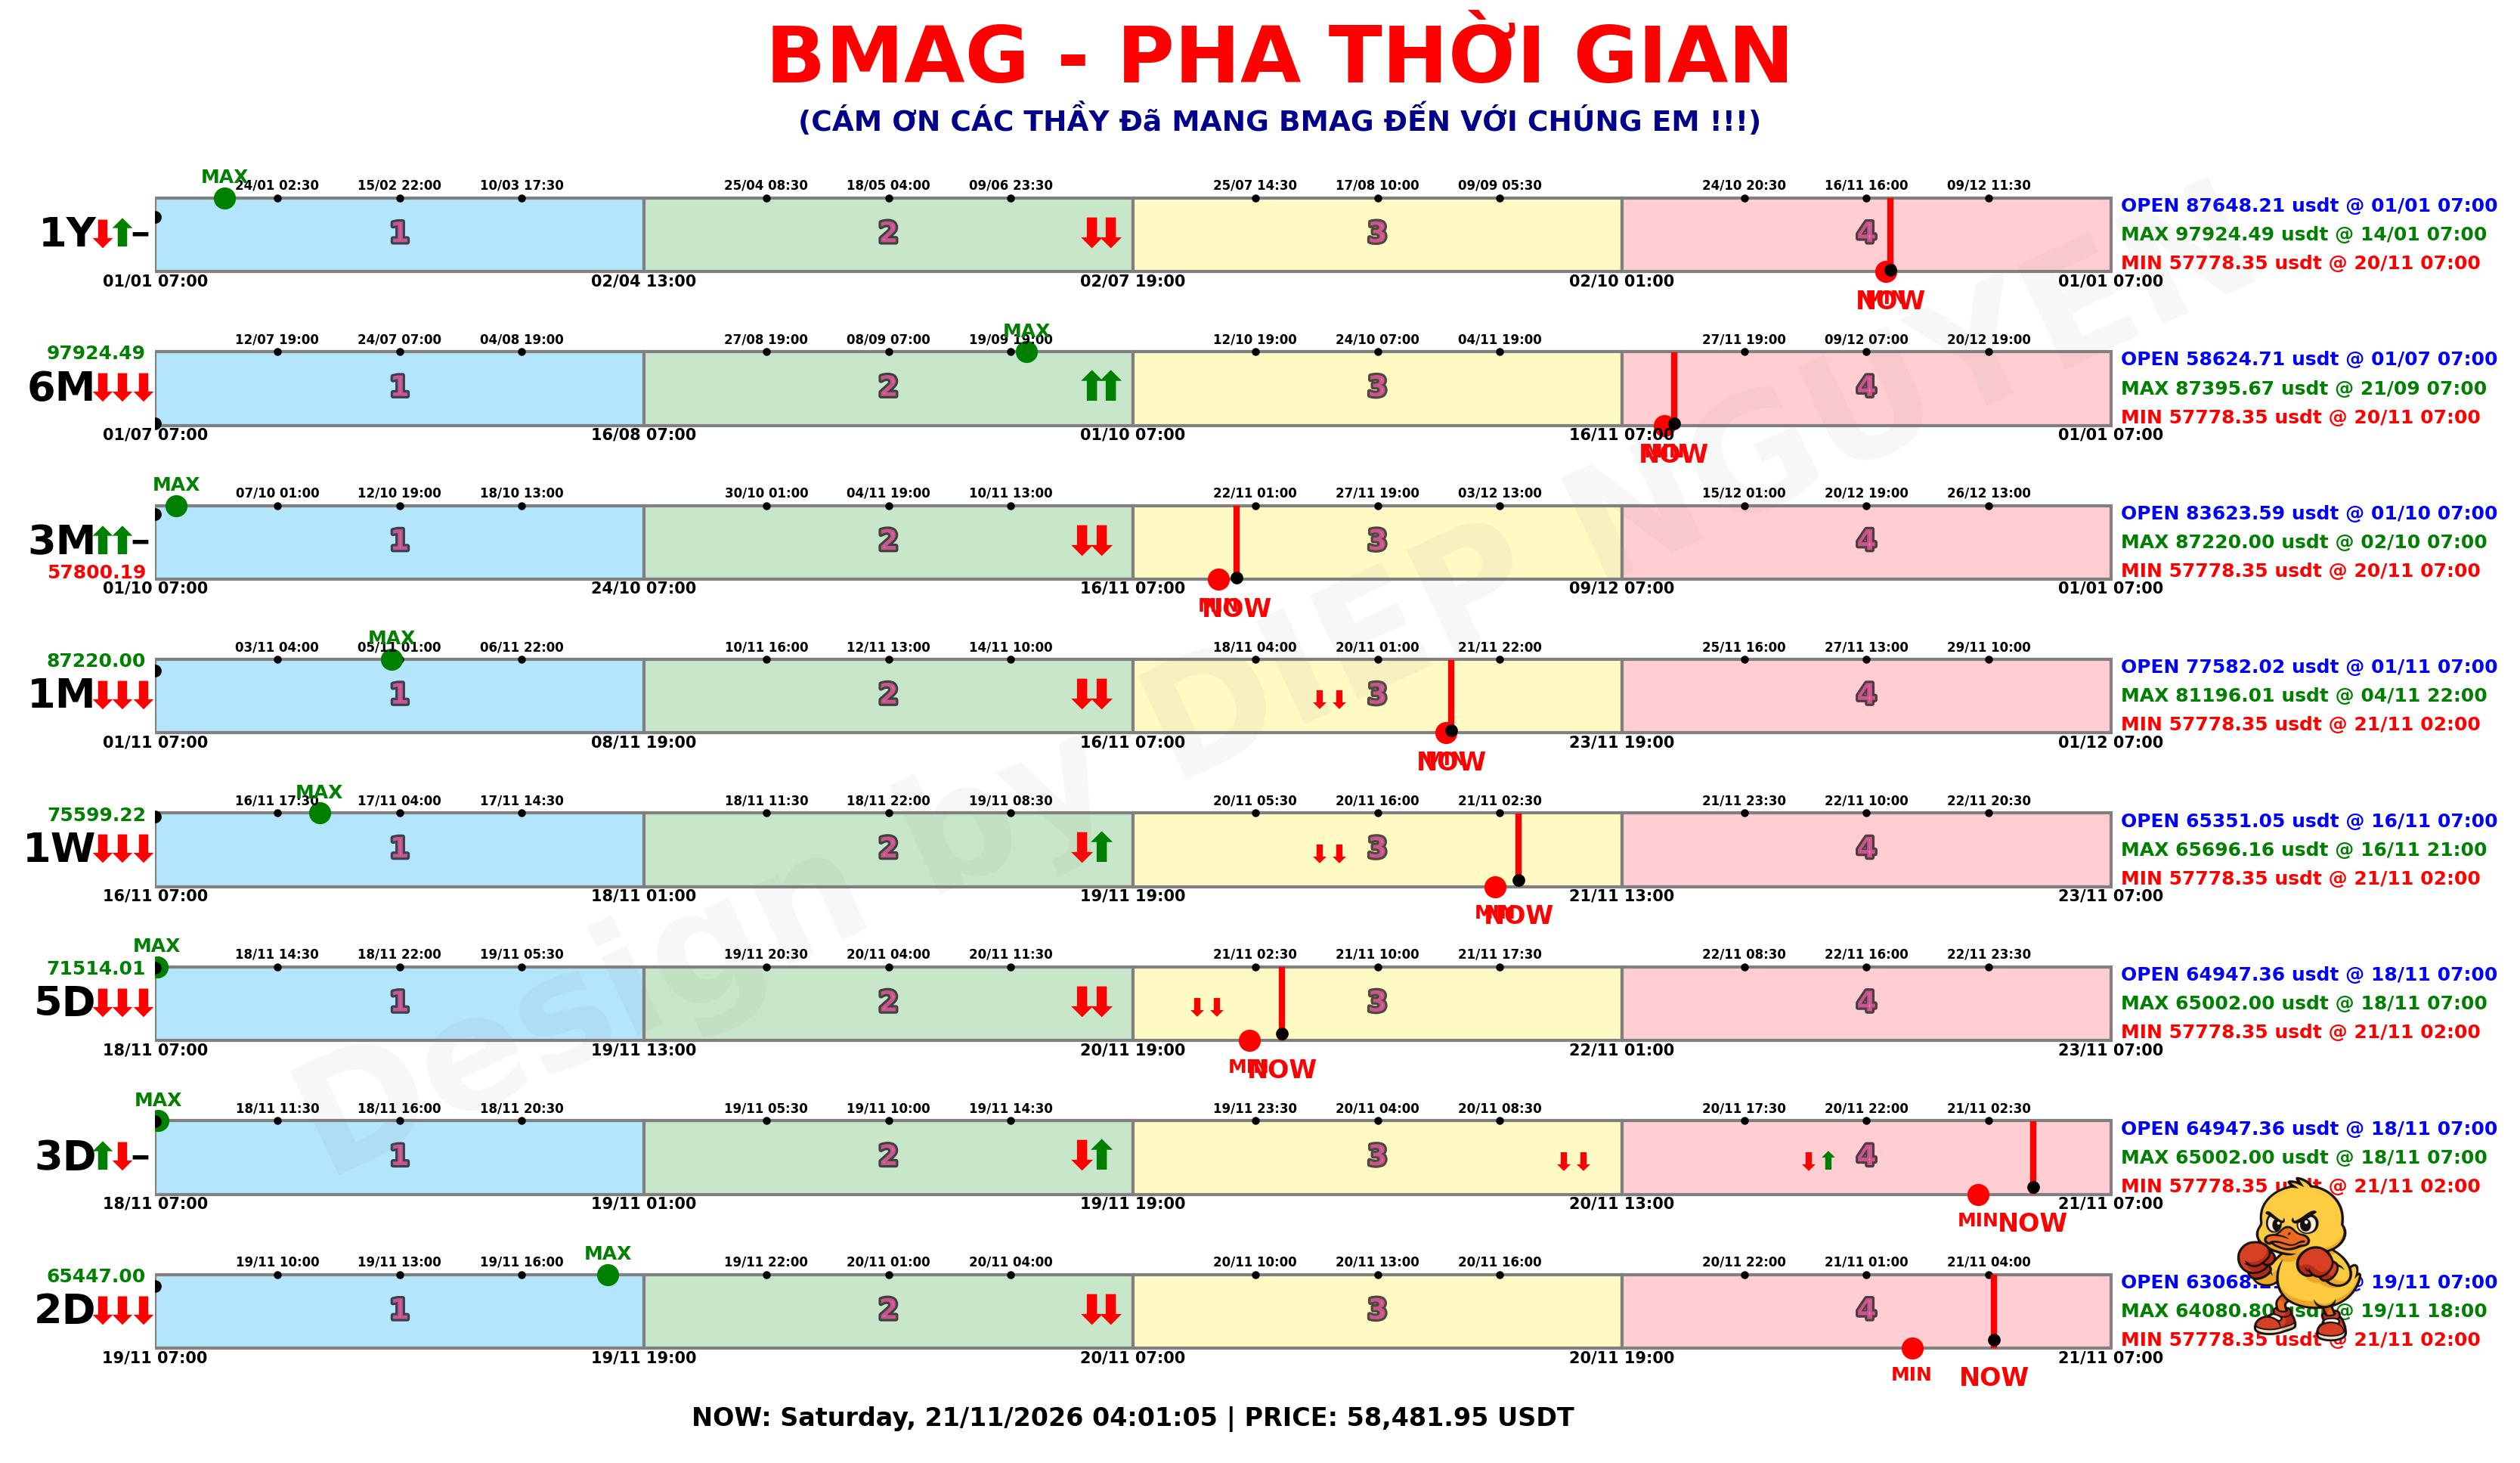 BMAG - PHA THỜI GIAN
(CÁM ƠN CÁC THẦY Đã MANG BMAG ĐẾN VỚI CHÚNG EM !!!)
MAX
24/01 02:30 15/02 22:00 10/03 17:30 25/04 08:30 18/05 04:00 09/06 23:30 25/07 14:30 17/08 10:00 09/09 05:30 24/10 20:30 16/11 16:00 09/12 11:30
OPEN 87648.21 usdt @ 01/01 07:00
1Y 1 2 3 4
MAX 97924.49 usdt @ 14/01 07:00
MIN 57778.35 usdt @ 20/11 07:00
01/01 07:00 02/04 13:00 02/07 19:00 02/10 01:00 01/01 07:00
MIN NOW
MAX
12/07 19:00 24/07 07:00 04/08 19:00 27/08 19:00 08/09 07:00 19/09 19:00 12/10 19:00 24/10 07:00 04/11 19:00 27/11 19:00 09/12 07:00 20/12 19:00
97924.49
OPEN 58624.71 usdt @ 01/07 07:00
6M 1 2 3 4
MAX 87395.67 usdt @ 21/09 07:00
MIN 57778.35 usdt @ 20/11 07:00
01/07 07:00 16/08 07:00 01/10 07:00 16/11 07:00 01/01 07:00
MIN NOW
MAX
07/10 01:00 12/10 19:00 18/10 13:00 30/10 01:00 04/11 19:00 10/11 13:00 22/11 01:00 27/11 19:00 03/12 13:00 15/12 01:00 20/12 19:00 26/12 13:00
OPEN 83623.59 usdt @ 01/10 07:00
3M 1 2 3 4
MAX 87220.00 usdt @ 02/10 07:00
57800.19
MIN 57778.35 usdt @ 20/11 07:00
01/10 07:00 24/10 07:00 16/11 07:00 09/12 07:00 01/01 07:00
MIN NOW
MAX
03/11 04:00 05/11 01:00 06/11 22:00 10/11 16:00 12/11 13:00 14/11 10:00 18/11 04:00 20/11 01:00 21/11 22:00 25/11 16:00 27/11 13:00 29/11 10:00
87220.00
OPEN 77582.02 usdt @ 01/11 07:00
1M 1 2 3 4
MAX 81196.01 usdt @ 04/11 22:00
MIN 57778.35 usdt @ 21/11 02:00
01/11 07:00 08/11 19:00 16/11 07:00 23/11 19:00 01/12 07:00
MIN NOW
MAX
16/11 17:30 17/11 04:00 17/11 14:30 18/11 11:30 18/11 22:00 19/11 08:30 20/11 05:30 20/11 16:00 21/11 02:30 21/11 23:30 22/11 10:00 22/11 20:30
75599.22
OPEN 65351.05 usdt @ 16/11 07:00
1W 1 2 3 4
MAX 65696.16 usdt @ 16/11 21:00
MIN 57778.35 usdt @ 21/11 02:00
16/11 07:00 18/11 01:00 19/11 19:00 21/11 13:00 23/11 07:00
MIN NOW
MAX
18/11 14:30 18/11 22:00 19/11 05:30 19/11 20:30 20/11 04:00 20/11 11:30 21/11 02:30 21/11 10:00 21/11 17:30 22/11 08:30 22/11 16:00 22/11 23:30
71514.01
OPEN 64947.36 usdt @ 18/11 07:00
5D 1 2 3 4
MAX 65002.00 usdt @ 18/11 07:00
MIN 57778.35 usdt @ 21/11 02:00
18/11 07:00 19/11 13:00 20/11 19:00 22/11 01:00 23/11 07:00
MIN NOW
MAX
18/11 11:30 18/11 16:00 18/11 20:30 19/11 05:30 19/11 10:00 19/11 14:30 19/11 23:30 20/11 04:00 20/11 08:30 20/11 17:30 20/11 22:00 21/11 02:30
OPEN 64947.36 usdt @ 18/11 07:00
3D 1 2 3 4
MAX 65002.00 usdt @ 18/11 07:00
MIN 57778.35 usdt @ 21/11 02:00
18/11 07:00 19/11 01:00 19/11 19:00 20/11 13:00 21/11 07:00
MIN NOW
MAX
19/11 10:00 19/11 13:00 19/11 16:00 19/11 22:00 20/11 01:00 20/11 04:00 20/11 10:00 20/11 13:00 20/11 16:00 20/11 22:00 21/11 01:00 21/11 04:00
65447.00
OPEN @ 19/11 07:00
2D 1 2 3 4
MAX 64080.80 usdt @ 19/11 18:00
MIN 57778.35 usdt @ 21/11 02:00
19/11 07:00 19/11 19:00 20/11 07:00 20/11 19:00 21/11 07:00
MIN NOW
NOW: Saturday, 21/11/2026 04:01:05 | PRICE: 58,481.95 USDT
Design by DIEP NGUYEN